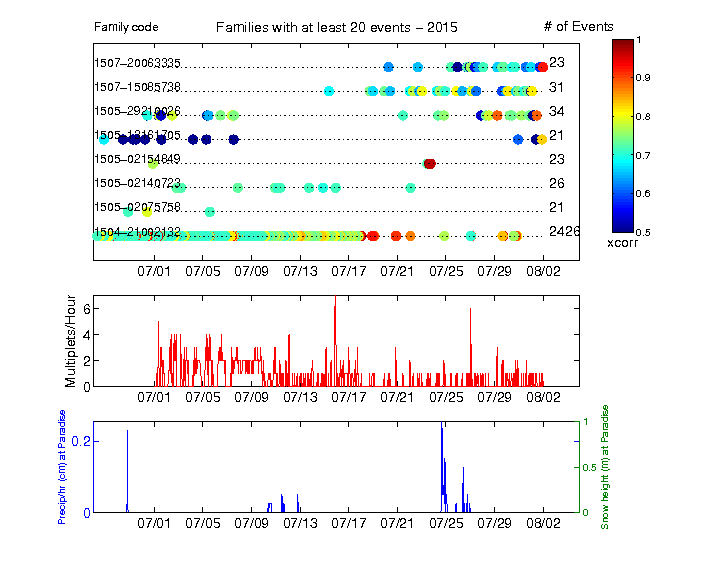 Family code Families with at least 20 events − 2015 # of Events
1507−20063335 23
1507−15085738 31
1505−29210026 34
21
1505−02154849 23
1505−02140723 26
1505−02075758 21
1504−21002132 2426
07/01 07/05 07/09 07/13 07/17 07/21 07/25 07/29 08/02
1
0.9
0.8
0.7
0.6
0.5
xcorr
Multiplets/Hour
6
4
2
0
07/01 07/05 07/09 07/13 07/17 07/21 07/25 07/29 08/02
Precip/hr (cm) at Paradise
0.2
0
1
0.5
0
Snow height (m) at Paradise
07/01 07/05 07/09 07/13 07/17 07/21 07/25 07/29 08/02